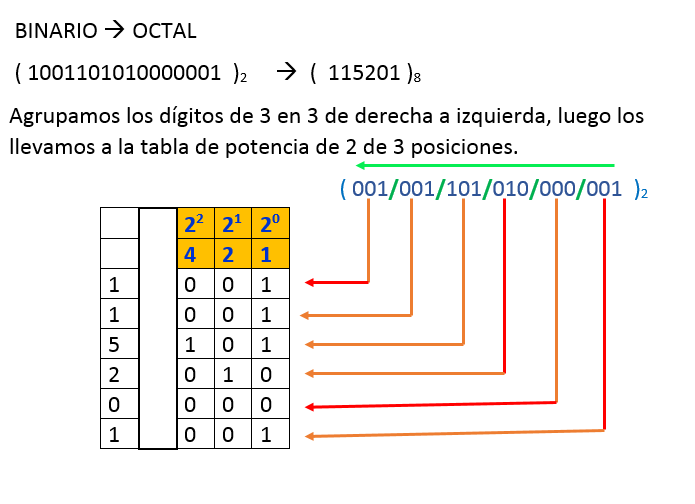 BINARIO → OCTAL
( 1001101010000001 )₂ → ( 115201 )₈
Agrupamos los dígitos de 3 en 3 de derecha a izquierda, luego los
llevamos a la tabla de potencia de 2 de 3 posiciones.
( 001/001/101/010/000/001 )₂
2² 2¹ 2⁰
4 2 1
1 0 0 1
1 0 0 1
5 1 0 1
2 0 1 0
0 0 0 0
1 0 0 1